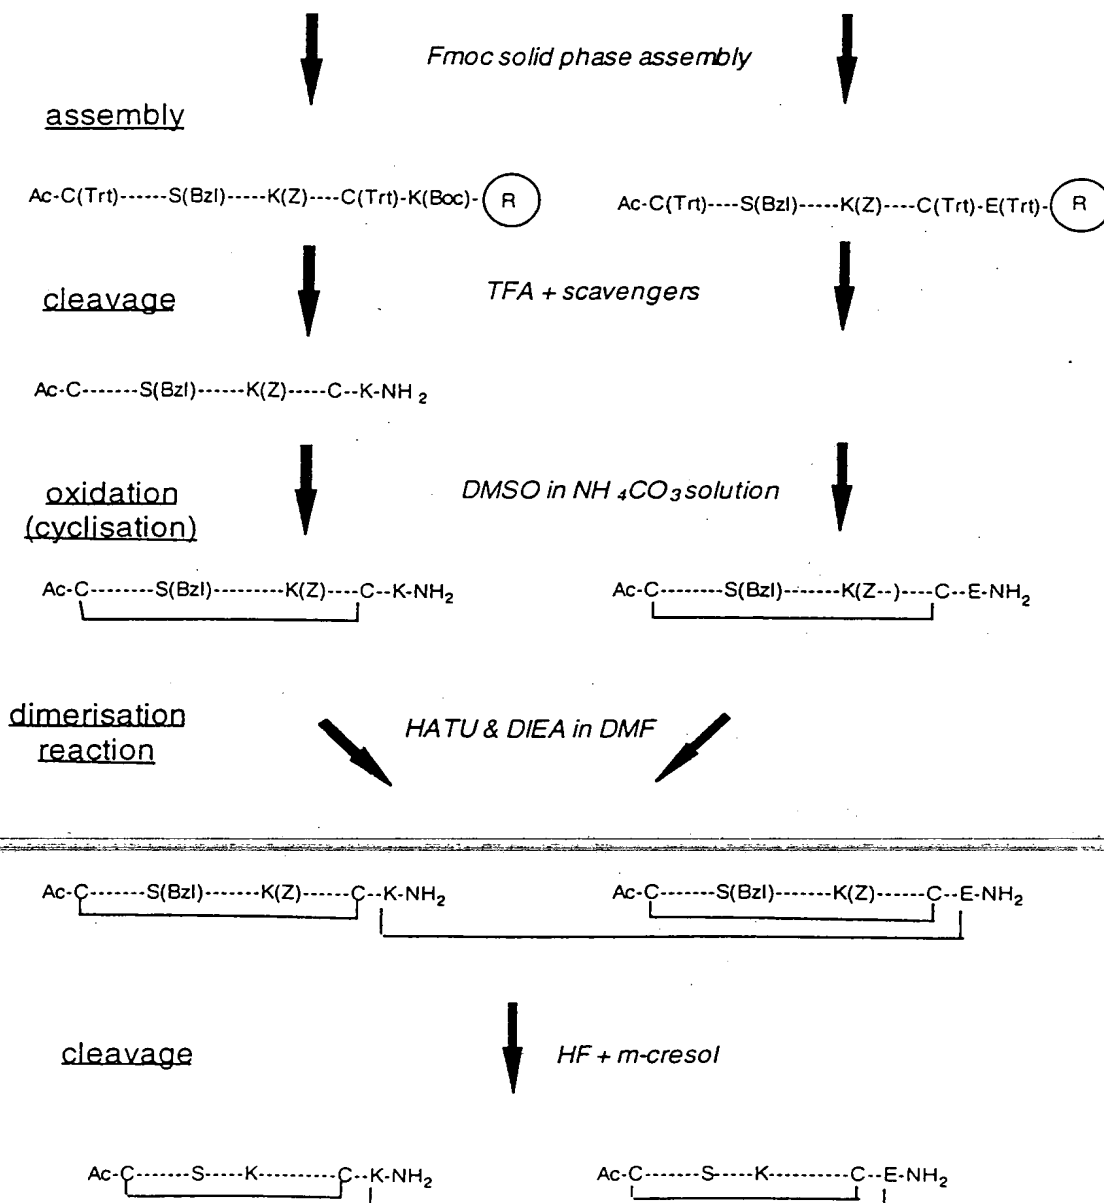 Fmoc solid phase assembly
assembly
Ac-C(Trt)------S(Bzl)-----K(Z)----C(Trt)-K(Boc)- R
Ac-C(Trt)----S(Bzl)-----K(Z)----C(Trt)-E(Trt)- R
cleavage
TFA + scavengers
Ac-C-------S(Bzl)------K(Z)-----C--K-NH2
oxidation
(cyclisation)
DMSO in NH4CO3 solution
Ac-C--------S(Bzl)---------K(Z)----C--K-NH2
Ac-C--------S(Bzl)-------K(Z--)----C--E-NH2
dimerisation
reaction
HATU & DIEA in DMF
Ac-C------S(Bzl)------K(Z)-----C--K-NH2
Ac-C-------S(Bzl)-------K(Z)------C--E-NH2
cleavage
HF + m-cresol
Ac-C-------S----K----------C--K-NH2
Ac-C-------S----K---------C--E-NH2